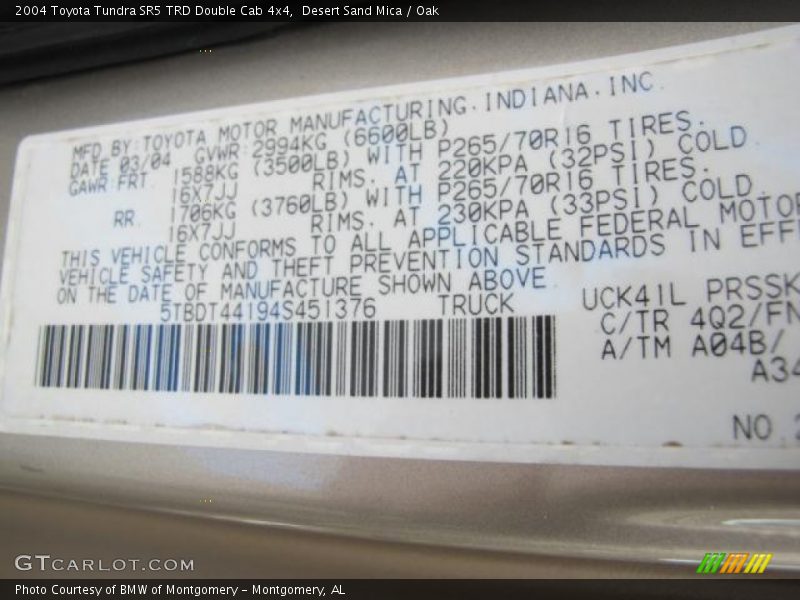 2004 Toyota Tundra SR5 TRD Double Cab 4x4,  Desert Sand Mica / Oak
MFD BY:TOYOTA MOTOR MANUFACTURING.INDIANA.INC.
DATE 03/04 GVWR:2994KG (6600LB)
GAWR:FRT. 1588KG (3500LB) WITH P265/70R16 TIRES.
16X7JJ RIMS. AT 220KPA (32PSI) COLD
RR. 1706KG (3760LB) WITH P265/70R16 TIRES.
16X7JJ RIMS. AT 230KPA (33PSI) COLD.
THIS VEHICLE CONFORMS TO ALL APPLICABLE FEDERAL MOTOR
VEHICLE SAFETY AND THEFT PREVENTION STANDARDS IN EFF
ON THE DATE OF MANUFACTURE SHOWN ABOVE.
5TBDT44194S451376 TRUCK
UCK41L PRSSK
C/TR 4Q2/FN
A/TM A04B/
A34
NO.
GTCARLOT.COM
Photo Courtesy of BMW of Montgomery – Montgomery, AL